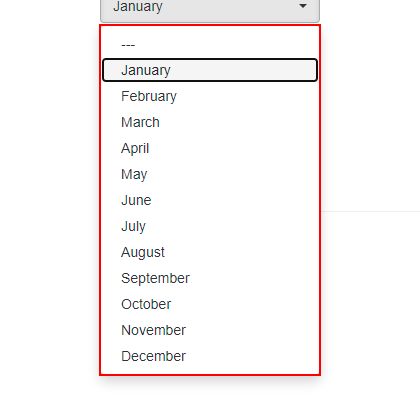 January
---
January
February
March
April
May
June
July
August
September
October
November
December